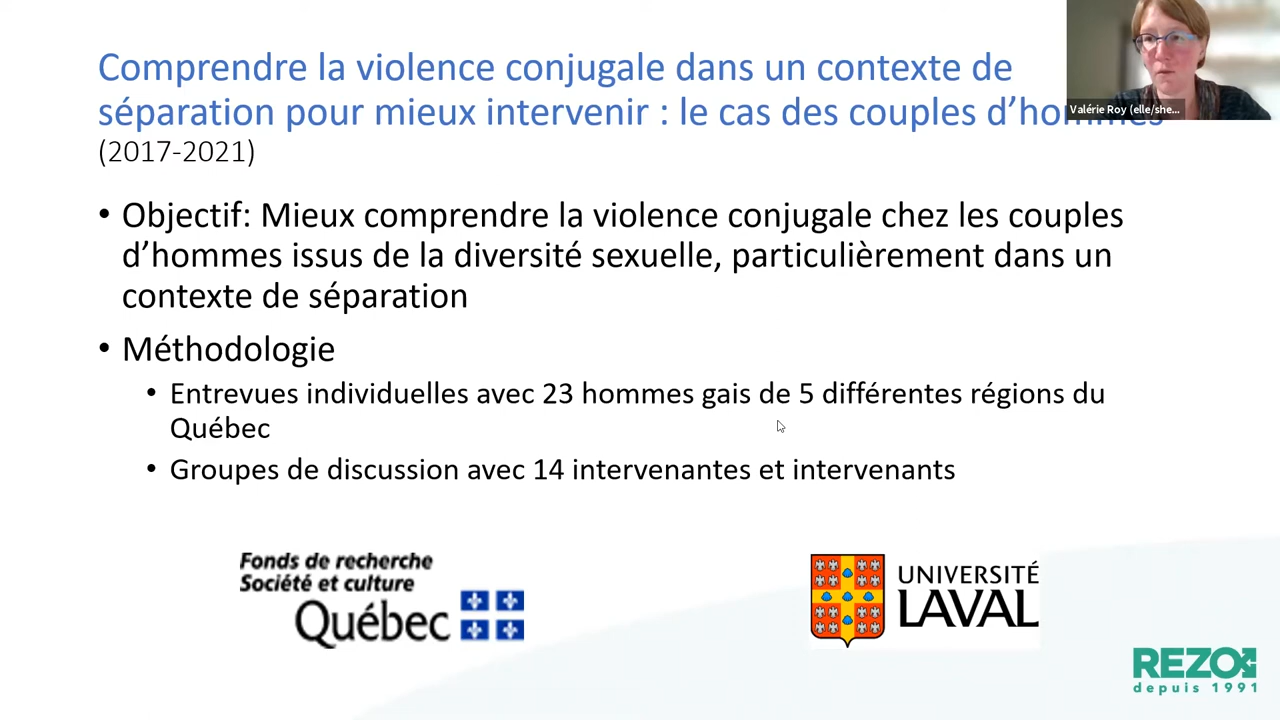 Comprendre la violence conjugale dans un contexte de
séparation pour mieux intervenir : le cas des couples d’hommes
(2017-2021)
Valérie Roy (elle/she...
• Objectif: Mieux comprendre la violence conjugale chez les couples
d’hommes issus de la diversité sexuelle, particulièrement dans un
contexte de séparation
• Méthodologie
• Entrevues individuelles avec 23 hommes gais de 5 différentes régions du
Québec
• Groupes de discussion avec 14 intervenantes et intervenants
Fonds de recherche
Société et culture
Québec
UNIVERSITÉ
LAVAL
REZO
depuis 1991